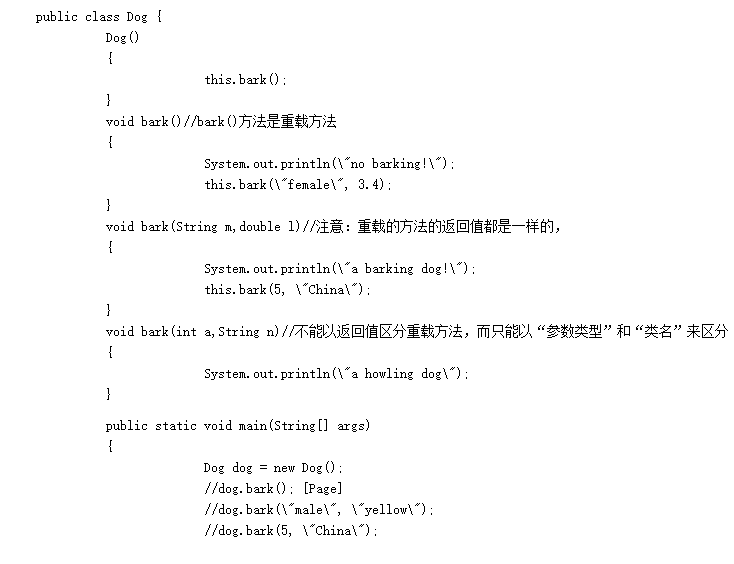 public class Dog {
Dog()
{
this.bark();
}
void bark()//bark()方法是重载方法
{
System.out.println(\"no barking!\");
this.bark(\"female\", 3.4);
}
void bark(String m,double l)//注意：重载的方法的返回值都是一样的，
{
System.out.println(\"a barking dog!\");
this.bark(5, \"China\");
}
void bark(int a,String n)//不能以返回值区分重载方法，而只能以“参数类型”和“类名”来区分
{
System.out.println(\"a howling dog\");
}
public static void main(String[] args)
{
Dog dog = new Dog();
//dog.bark(); [Page]
//dog.bark(\"male\", \"yellow\");
//dog.bark(5, \"China\");